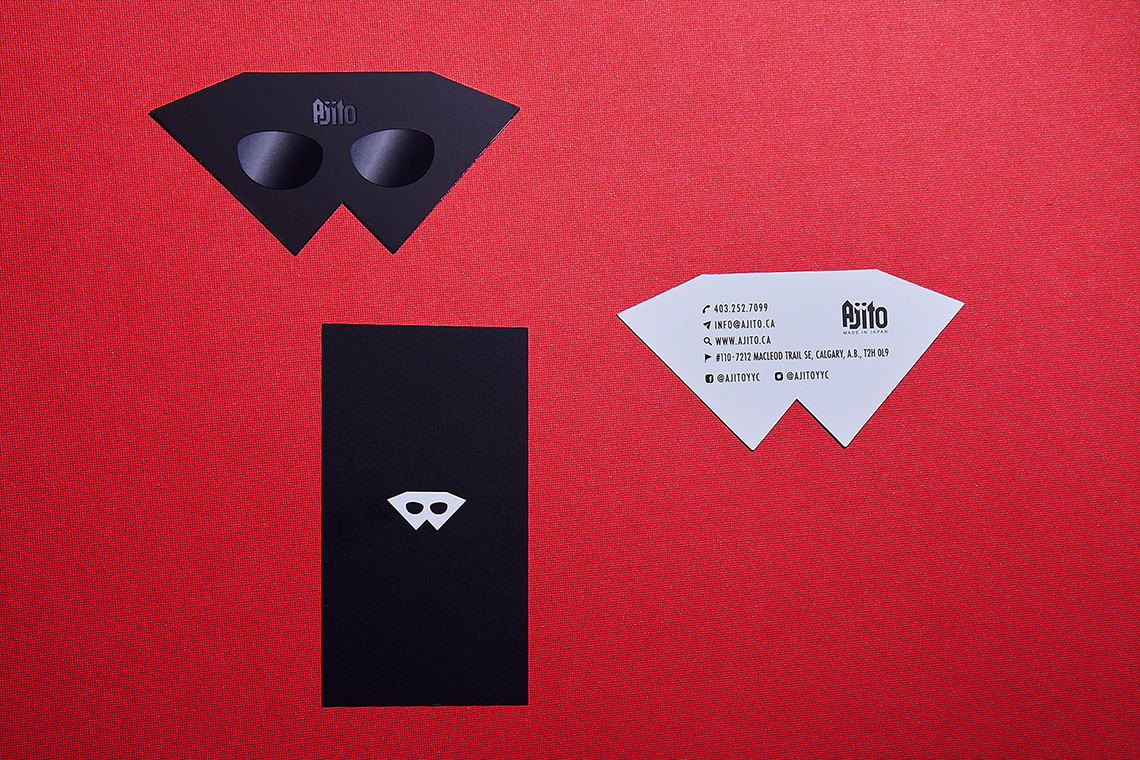 Ajito
403.252.7099
INFO@AJITO.CA
WWW.AJITO.CA
#110-7212 MACLEOD TRAIL SE, CALGARY, A.B., T2H 0L9
@AJITOYYC @AJITOYYC
Ajito
MADE IN JAPAN